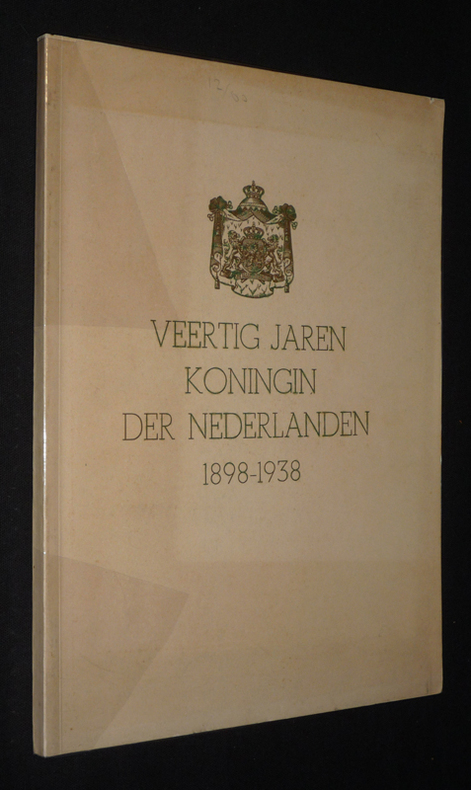 VEERTIG JAREN
KONINGIN
DER NEDERLANDEN
1898-1938